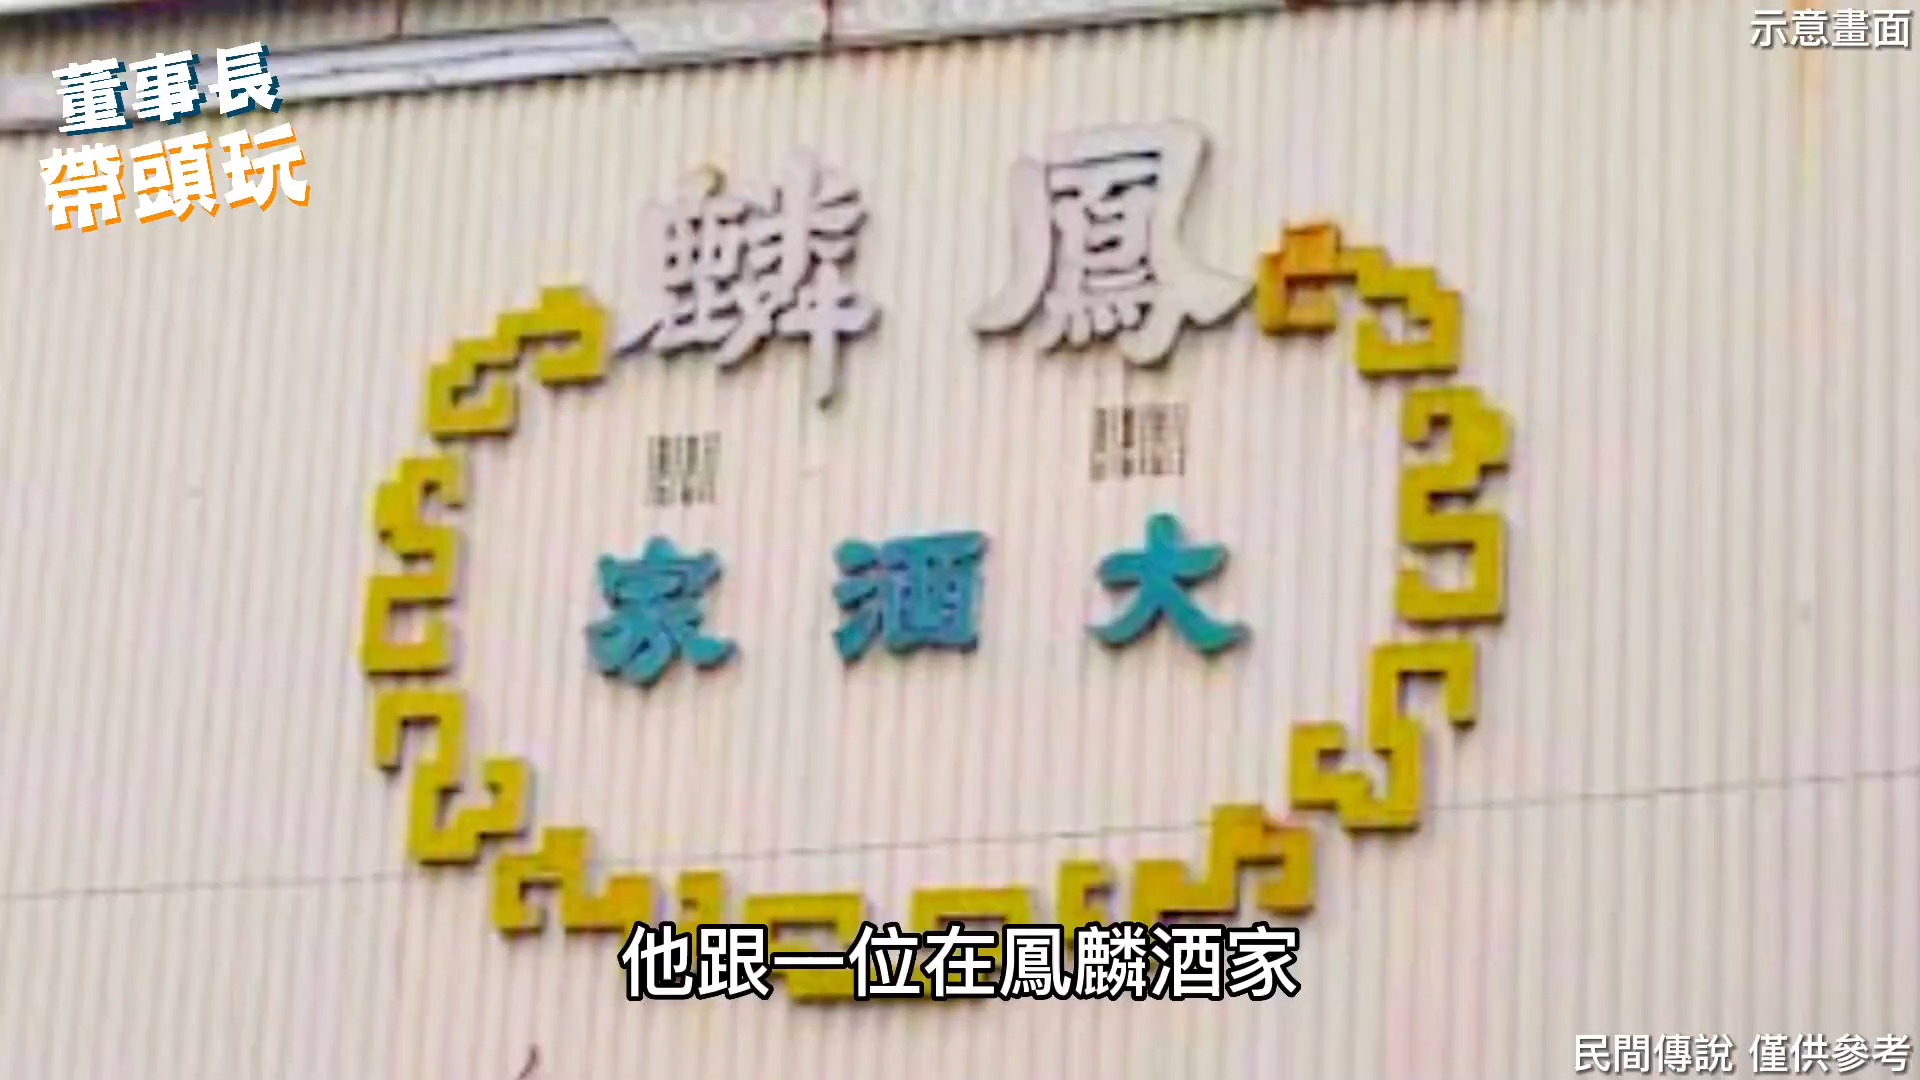 董事長
帶頭玩
示意畫面
鳳麟
大酒家
他跟一位在鳳麟酒家
民間傳說 僅供參考